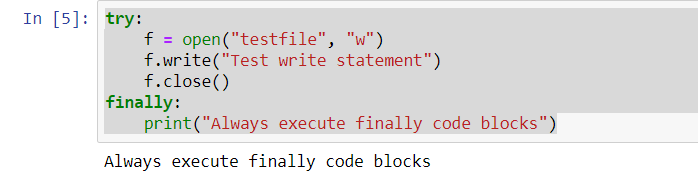 In [5]: try:
    f = open("testfile", "w")
    f.write("Test write statement")
    f.close()
finally:
    print("Always execute finally code blocks")
Always execute finally code blocks